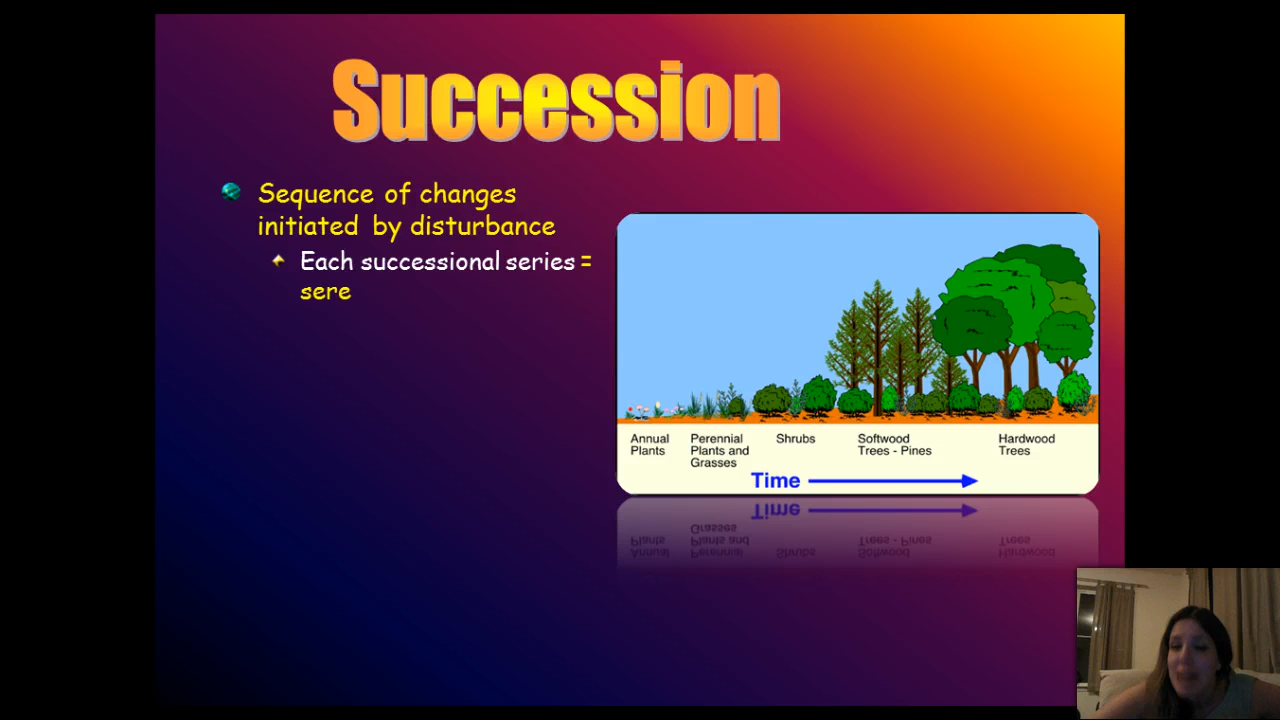 Succession
Sequence of changes
initiated by disturbance
Each successional series =
sere
Annual
Plants
Perennial
Plants and
Grasses
Shrubs
Softwood
Trees - Pines
Hardwood
Trees
Time